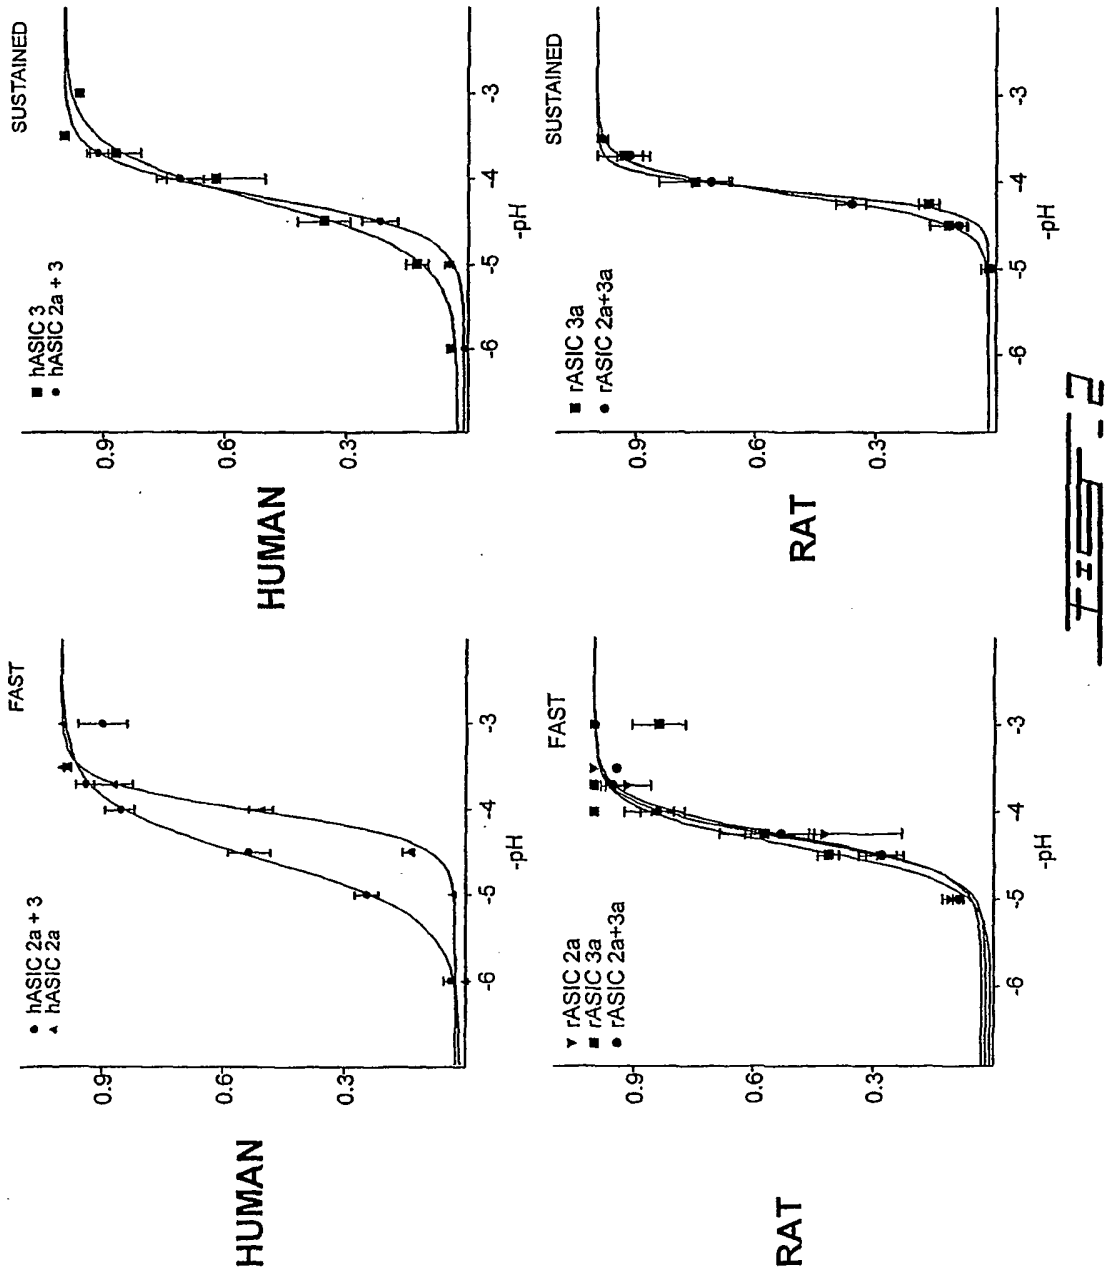 HUMAN
FAST
● hASIC 2a + 3
▲ hASIC 2a
0.9
0.6
0.3
-6
-5
-4
-3
-pH
HUMAN
SUSTAINED
■ hASIC 3
● hASIC 2a + 3
0.9
0.6
0.3
-6
-5
-4
-3
-pH
RAT
FAST
▼ rASIC 2a
■ rASIC 3a
● rASIC 2a+3a
0.9
0.6
0.3
-6
-5
-4
-3
-pH
RAT
SUSTAINED
■ rASIC 3a
● rASIC 2a+3a
0.9
0.6
0.3
-6
-5
-4
-3
-pH
FIG - 2